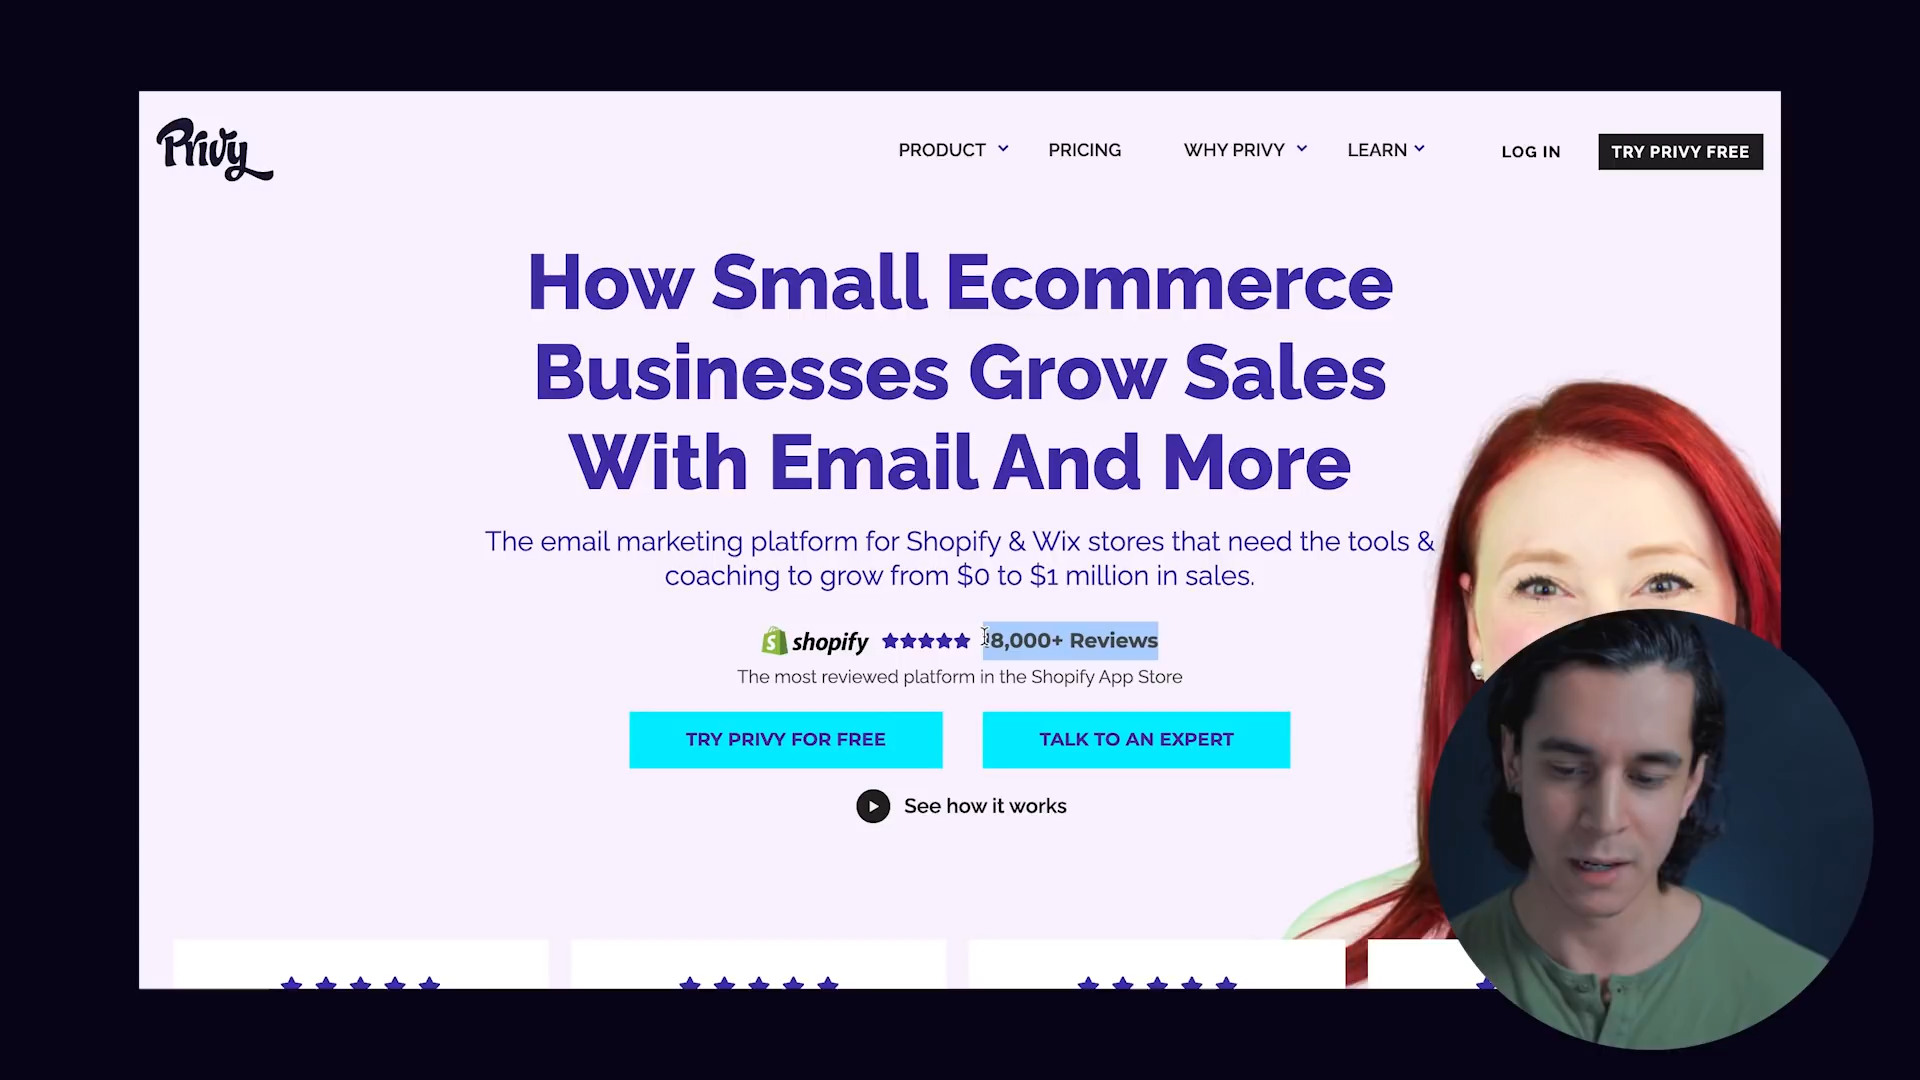 Privy
PRODUCT
PRICING
WHY PRIVY
LEARN
LOG IN
TRY PRIVY FREE
How Small Ecommerce
Businesses Grow Sales
With Email And More
The email marketing platform for Shopify & Wix stores that need the tools &
coaching to grow from $0 to $1 million in sales.
shopify
18,000+ Reviews
The most reviewed platform in the Shopify App Store
TRY PRIVY FOR FREE
TALK TO AN EXPERT
See how it works